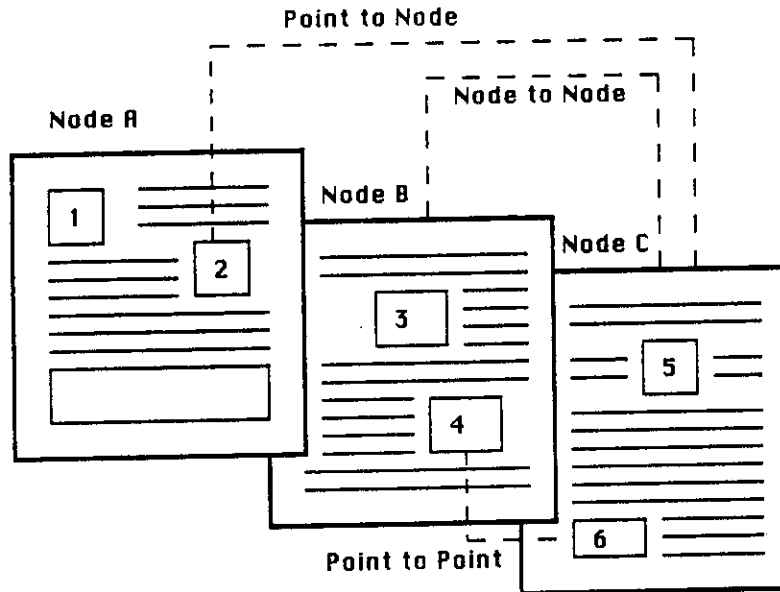 Point to Node
Node to Node
Node A
1
2
Node B
3
4
Node C
5
6
Point to Point